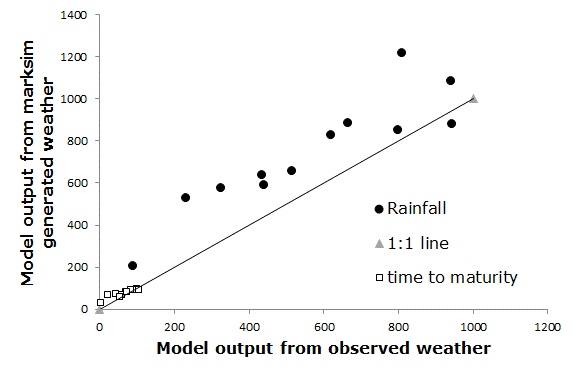 1400
1200
1000
800
600
400
200
0
0 200 400 600 800 1000 1200
Model output from marksim
generated weather
Model output from observed weather
Rainfall
1:1 line
time to maturity